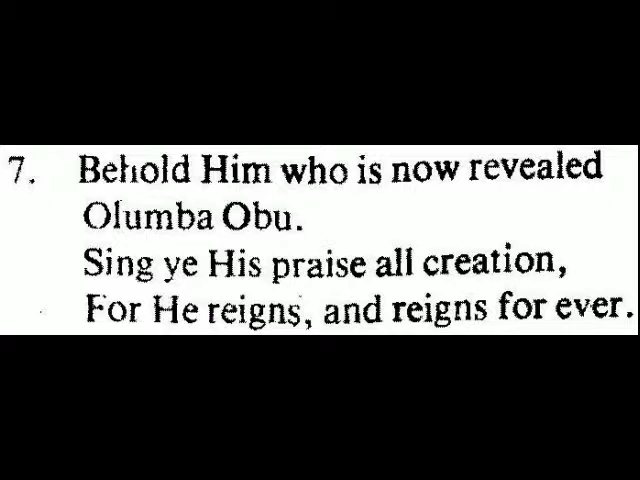 7. Behold Him who is now revealed
Olumba Obu.
Sing ye His praise all creation,
For He reigns, and reigns for ever.